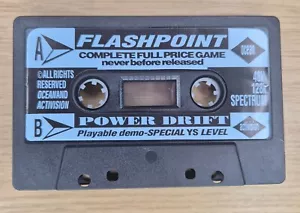 A
FLASHPOINT
COMPLETE FULL PRICE GAME
never before released
©ALL RIGHTS
RESERVED
OCEAN AND
ACTIVISION
SPECTRUM
B
POWER DRIFT
Playable demo-SPECIAL YS LEVEL